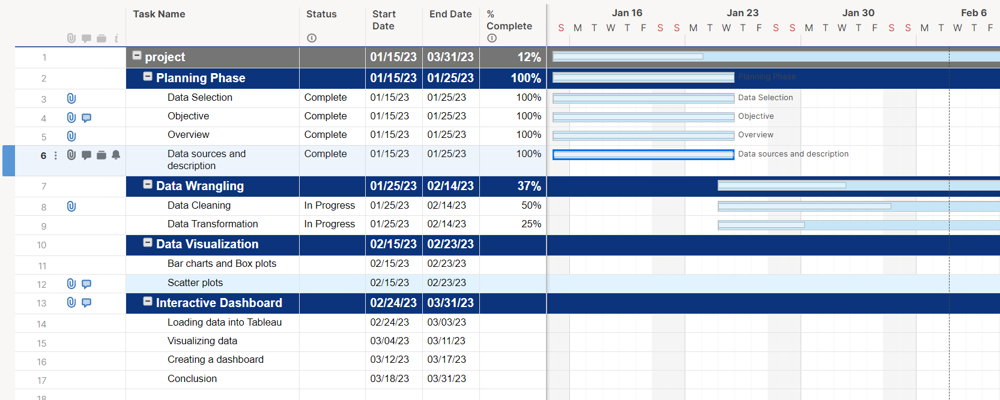 Task Name Status Start Date End Date % Complete
Jan 16 Jan 23 Jan 30 Feb 6
S M T W T F S S M T W T F S S M T W T F S S M T W T F
1 project 01/15/23 03/31/23 12%
2 Planning Phase 01/15/23 01/25/23 100% Planning Phase
3 Data Selection Complete 01/15/23 01/25/23 100% Data Selection
4 Objective Complete 01/15/23 01/25/23 100% Objective
5 Overview Complete 01/15/23 01/25/23 100% Overview
6 Data sources and description Complete 01/15/23 01/25/23 100% Data sources and description
7 Data Wrangling 01/25/23 02/14/23 37%
8 Data Cleaning In Progress 01/25/23 02/14/23 50%
9 Data Transformation In Progress 01/25/23 02/14/23 25%
10 Data Visualization 02/15/23 02/23/23
11 Bar charts and Box plots 02/15/23 02/23/23
12 Scatter plots 02/15/23 02/23/23
13 Interactive Dashboard 02/24/23 03/31/23
14 Loading data into Tableau 02/24/23 03/03/23
15 Visualizing data 03/04/23 03/11/23
16 Creating a dashboard 03/12/23 03/17/23
17 Conclusion 03/18/23 03/31/23
18